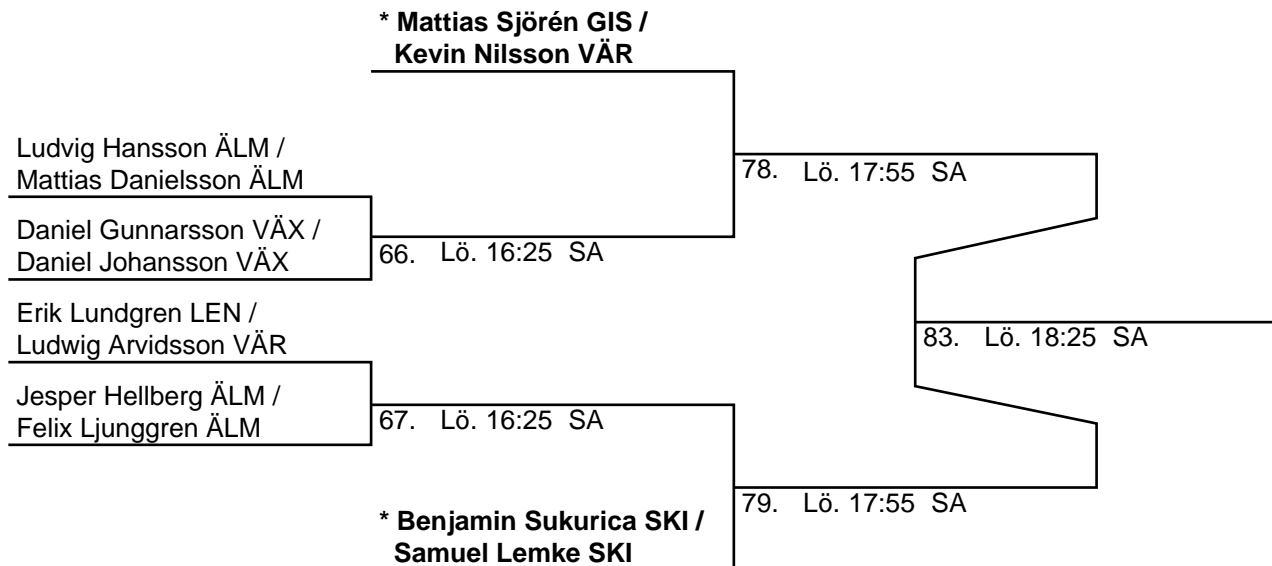 * Mattias Sjörén GIS /
Kevin Nilsson VÄR
Ludvig Hansson ÄLM /
Mattias Danielsson ÄLM
78. Lö. 17:55 SA
Daniel Gunnarsson VÄX /
Daniel Johansson VÄX
66. Lö. 16:25 SA
Erik Lundgren LEN /
Ludwig Arvidsson VÄR
83. Lö. 18:25 SA
Jesper Hellberg ÄLM /
Felix Ljunggren ÄLM
67. Lö. 16:25 SA
79. Lö. 17:55 SA
* Benjamin Sukurica SKI /
Samuel Lemke SKI